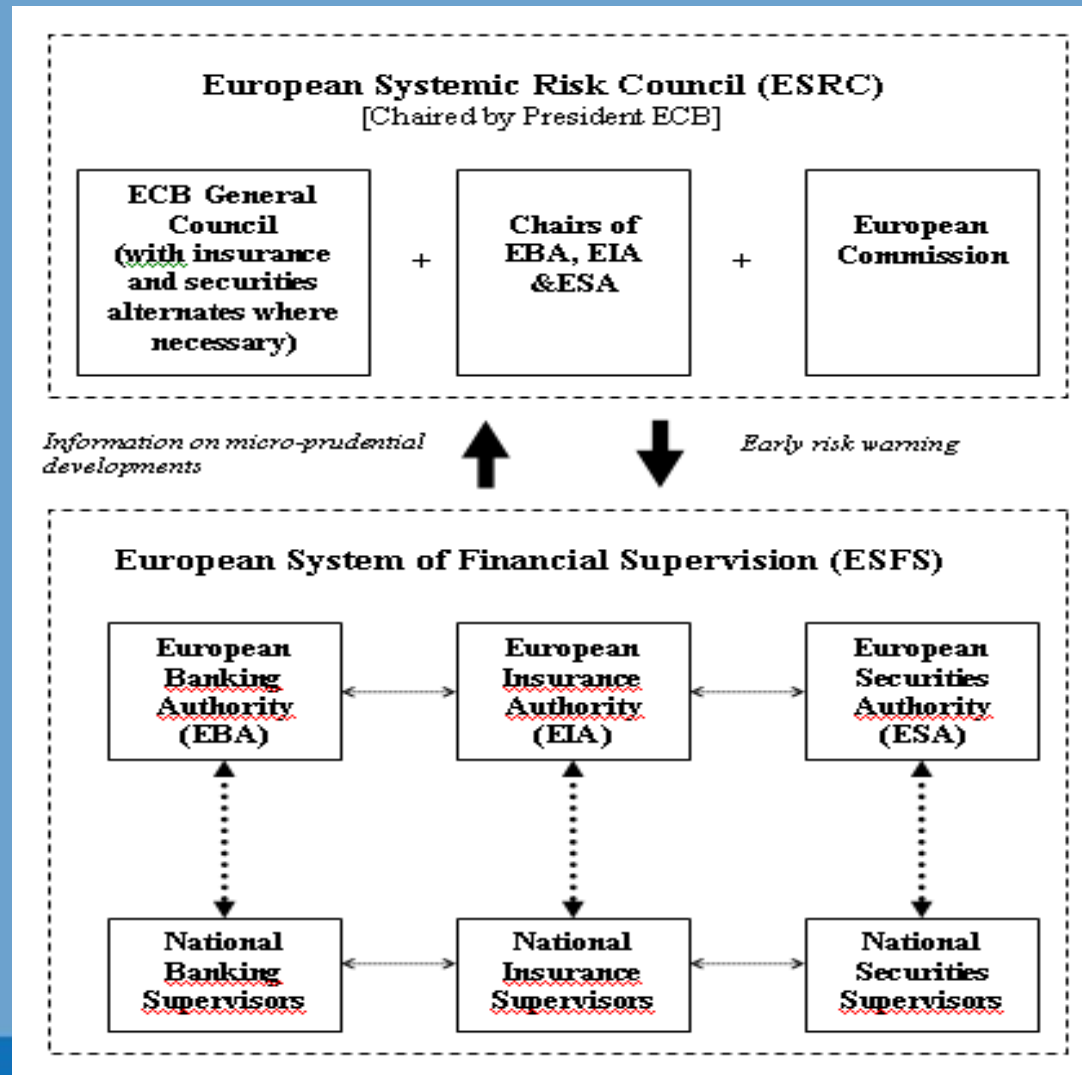 European Systemic Risk Council (ESRC)
[Chaired by President ECB]
ECB General
Council
(with insurance
and securities
alternates where
necessary)
+
Chairs of
EBA, EIA
&ESA
+
European
Commission
Information on micro-prudential
developments
Early risk warning
European System of Financial Supervision (ESFS)
European
Banking
Authority
(EBA)
European
Insurance
Authority
(EIA)
European
Securities
Authority
(ESA)
National
Banking
Supervisors
National
Insurance
Supervisors
National
Securities
Supervisors